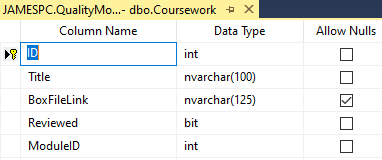 JAMESPC.QualityMo...- dbo.Coursework
Column Name Data Type Allow Nulls
ID int
Title nvarchar(100)
BoxFileLink nvarchar(125)
Reviewed bit
ModuleID int